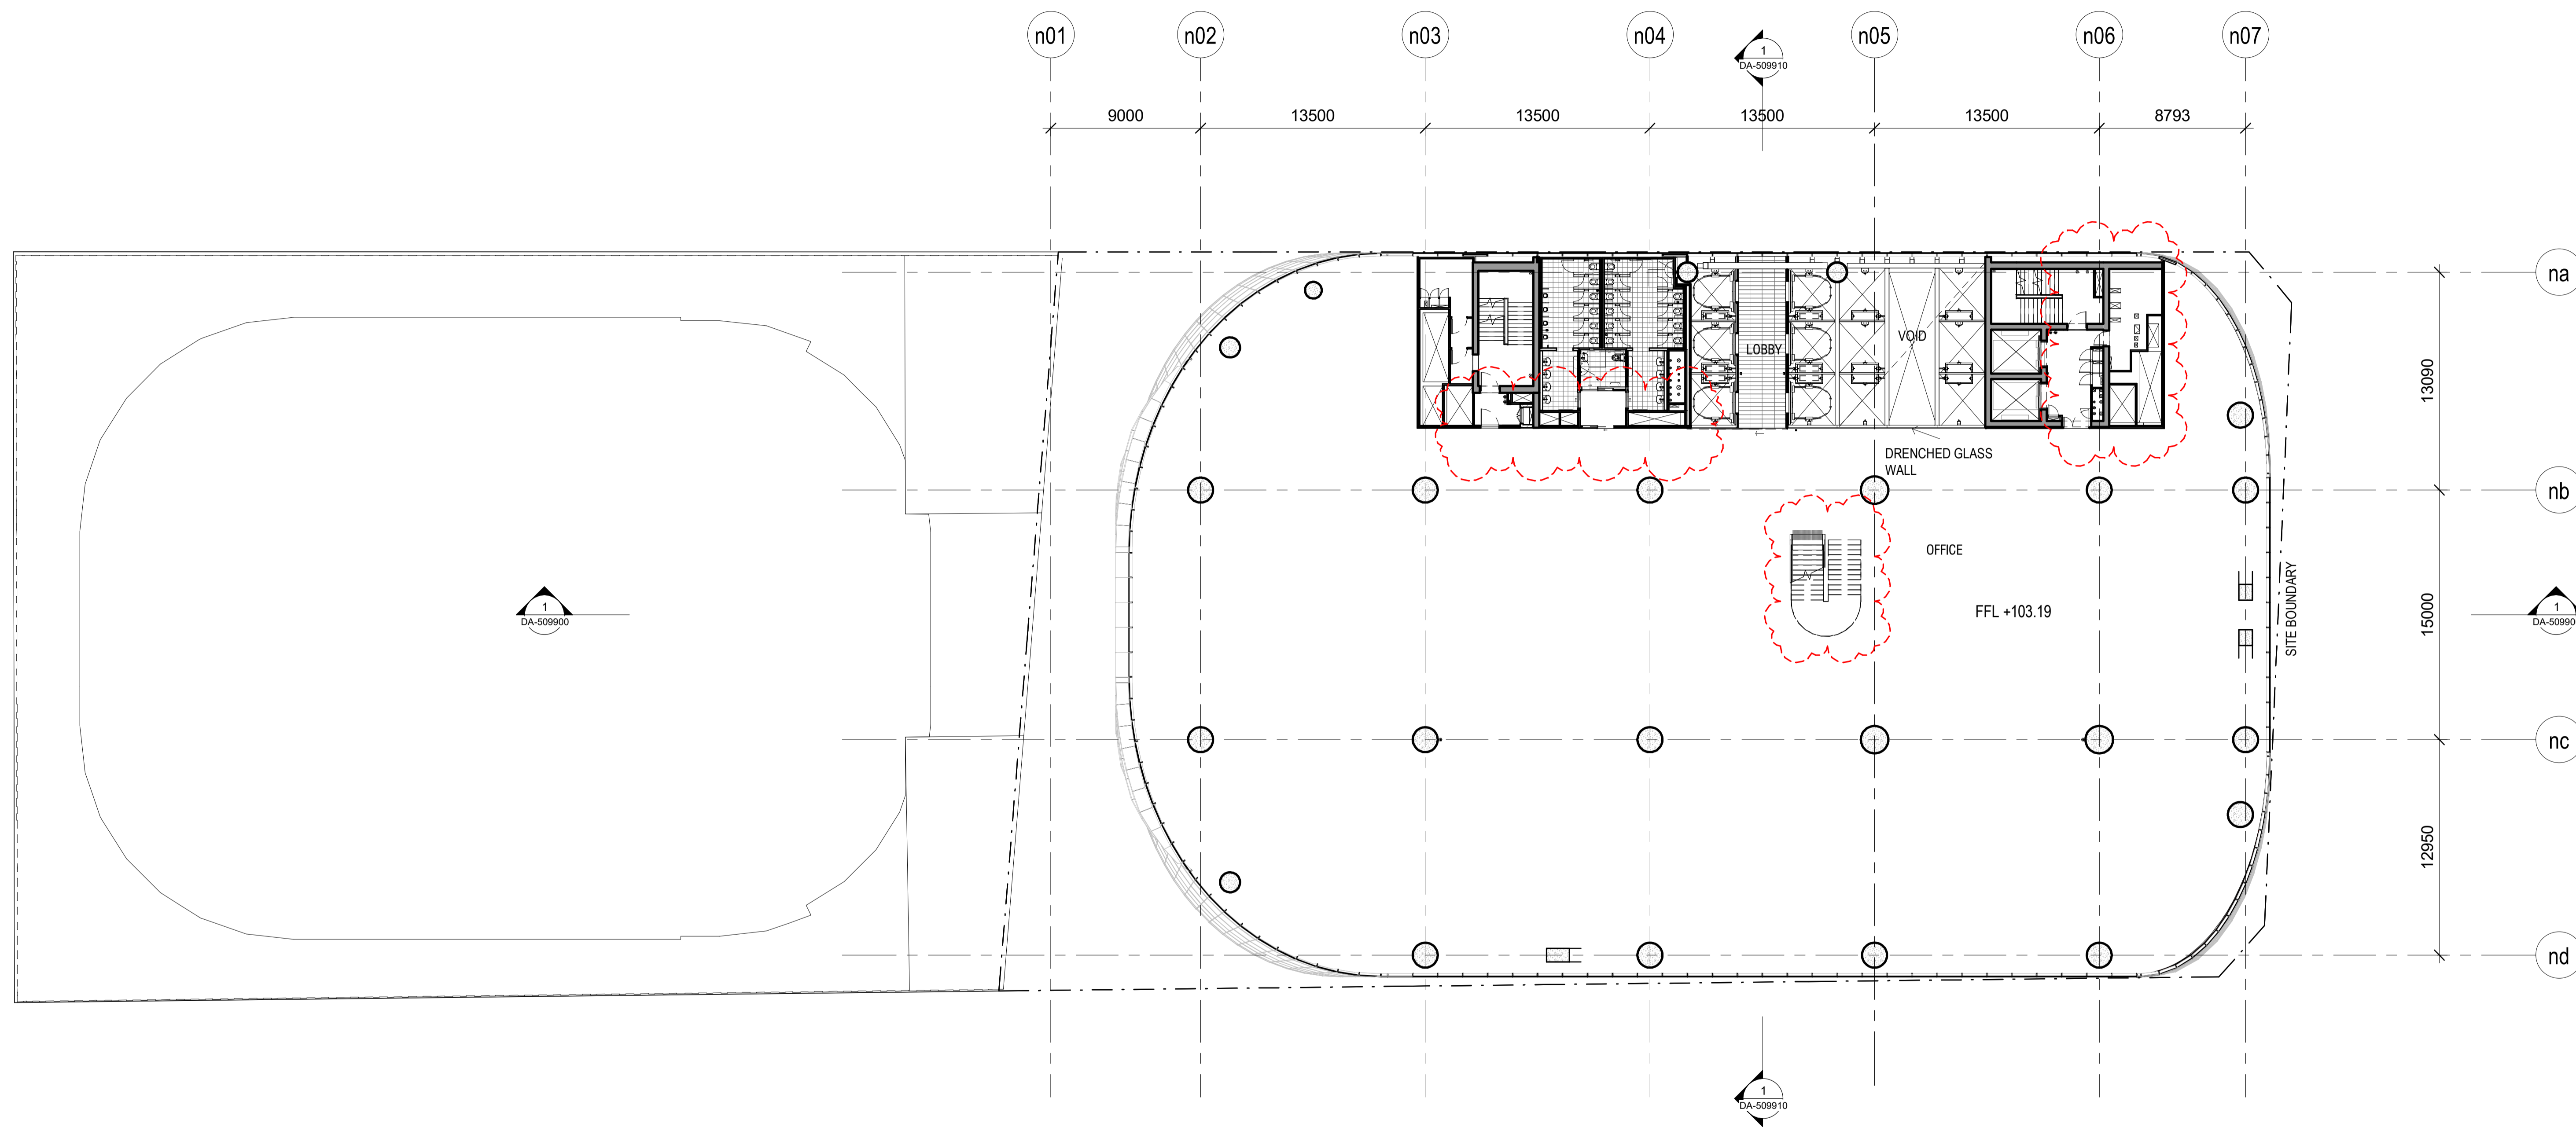 n01
n02
n03
n04
n05
n06
n07
1
DA-509910
9000
13500
13500
13500
13500
8793
na
13090
LOBBY
VOID
DRENCHED GLASS
WALL
nb
OFFICE
FFL +103.19
SITE BOUNDARY
15000
1
DA-509900
1
DA-50990
nc
12950
nd
1
DA-509910